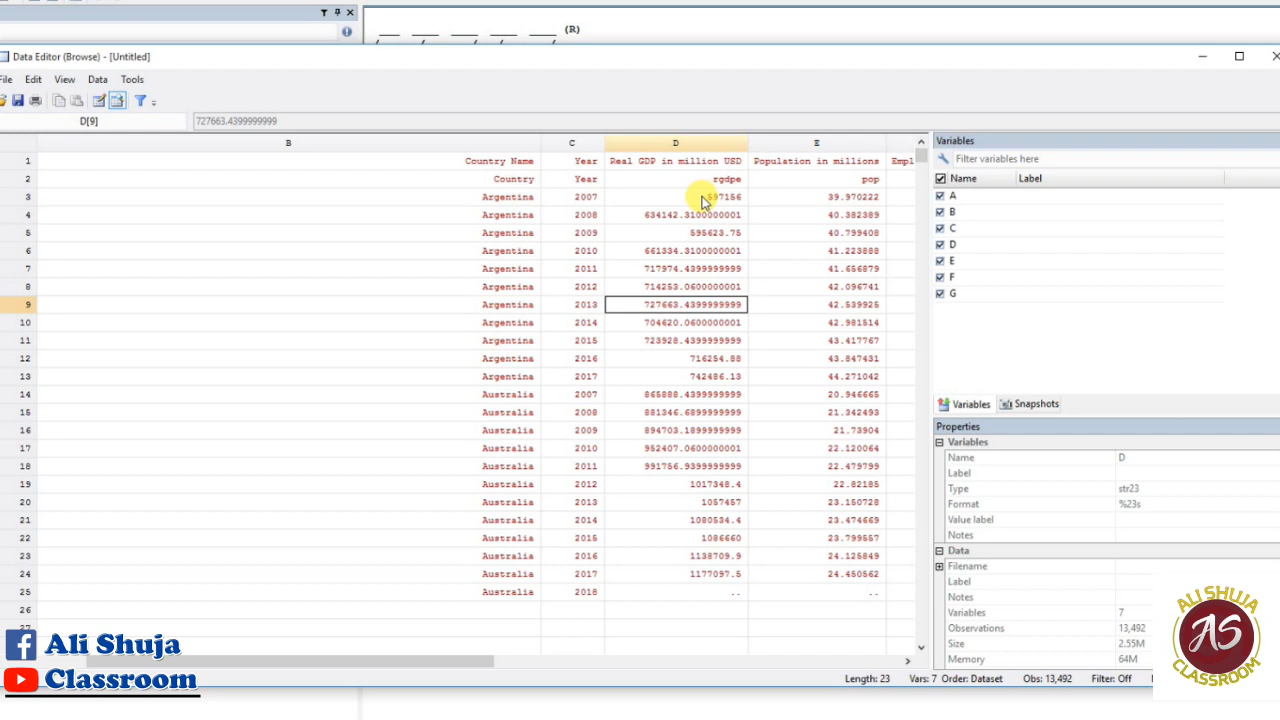 (R)
Data Editor (Browse) - [Untitled]
File Edit View Data Tools
D[9] 727663.4399999999
B C D E
1 Country Name Year Real GDP in million USD Population in millions Empl
2 Country Year rgdpe pop
3 Argentina 2007 597156 39.970222
4 Argentina 2008 634142.3100000001 40.382389
5 Argentina 2009 595623.75 40.799408
6 Argentina 2010 661334.3100000001 41.223888
7 Argentina 2011 717974.4399999999 41.656879
8 Argentina 2012 714253.0600000001 42.096741
9 Argentina 2013 727663.4399999999 42.539925
10 Argentina 2014 704620.0600000001 42.981514
11 Argentina 2015 723928.4399999999 43.417767
12 Argentina 2016 716254.88 43.847431
13 Argentina 2017 742486.13 44.271042
14 Australia 2007 865888.4399999999 20.946665
15 Australia 2008 881346.6899999999 21.342493
16 Australia 2009 894703.1899999999 21.73904
17 Australia 2010 952407.0600000001 22.120064
18 Australia 2011 991756.9399999999 22.479799
19 Australia 2012 1017348.4 22.82185
20 Australia 2013 1057457 23.150728
21 Australia 2014 1080534.4 23.474669
22 Australia 2015 1086660 23.799557
23 Australia 2016 1138709.9 24.125849
24 Australia 2017 1177097.5 24.450562
25 Australia 2018 .. ..
26
27
Variables
Filter variables here
Name Label
A
B
C
D
E
F
G
Variables Snapshots
Properties
Variables
Name D
Label
Type str23
Format %23s
Value label
Notes
Data
Filename
Label
Notes
Variables 7
Observations 13,492
Size 2.55M
Memory 64M
Length: 23 Vars: 7 Order: Dataset Obs: 13,492 Filter: Off
Ali Shuja
Classroom
ALI SHUJA
AS
CLASSROOM